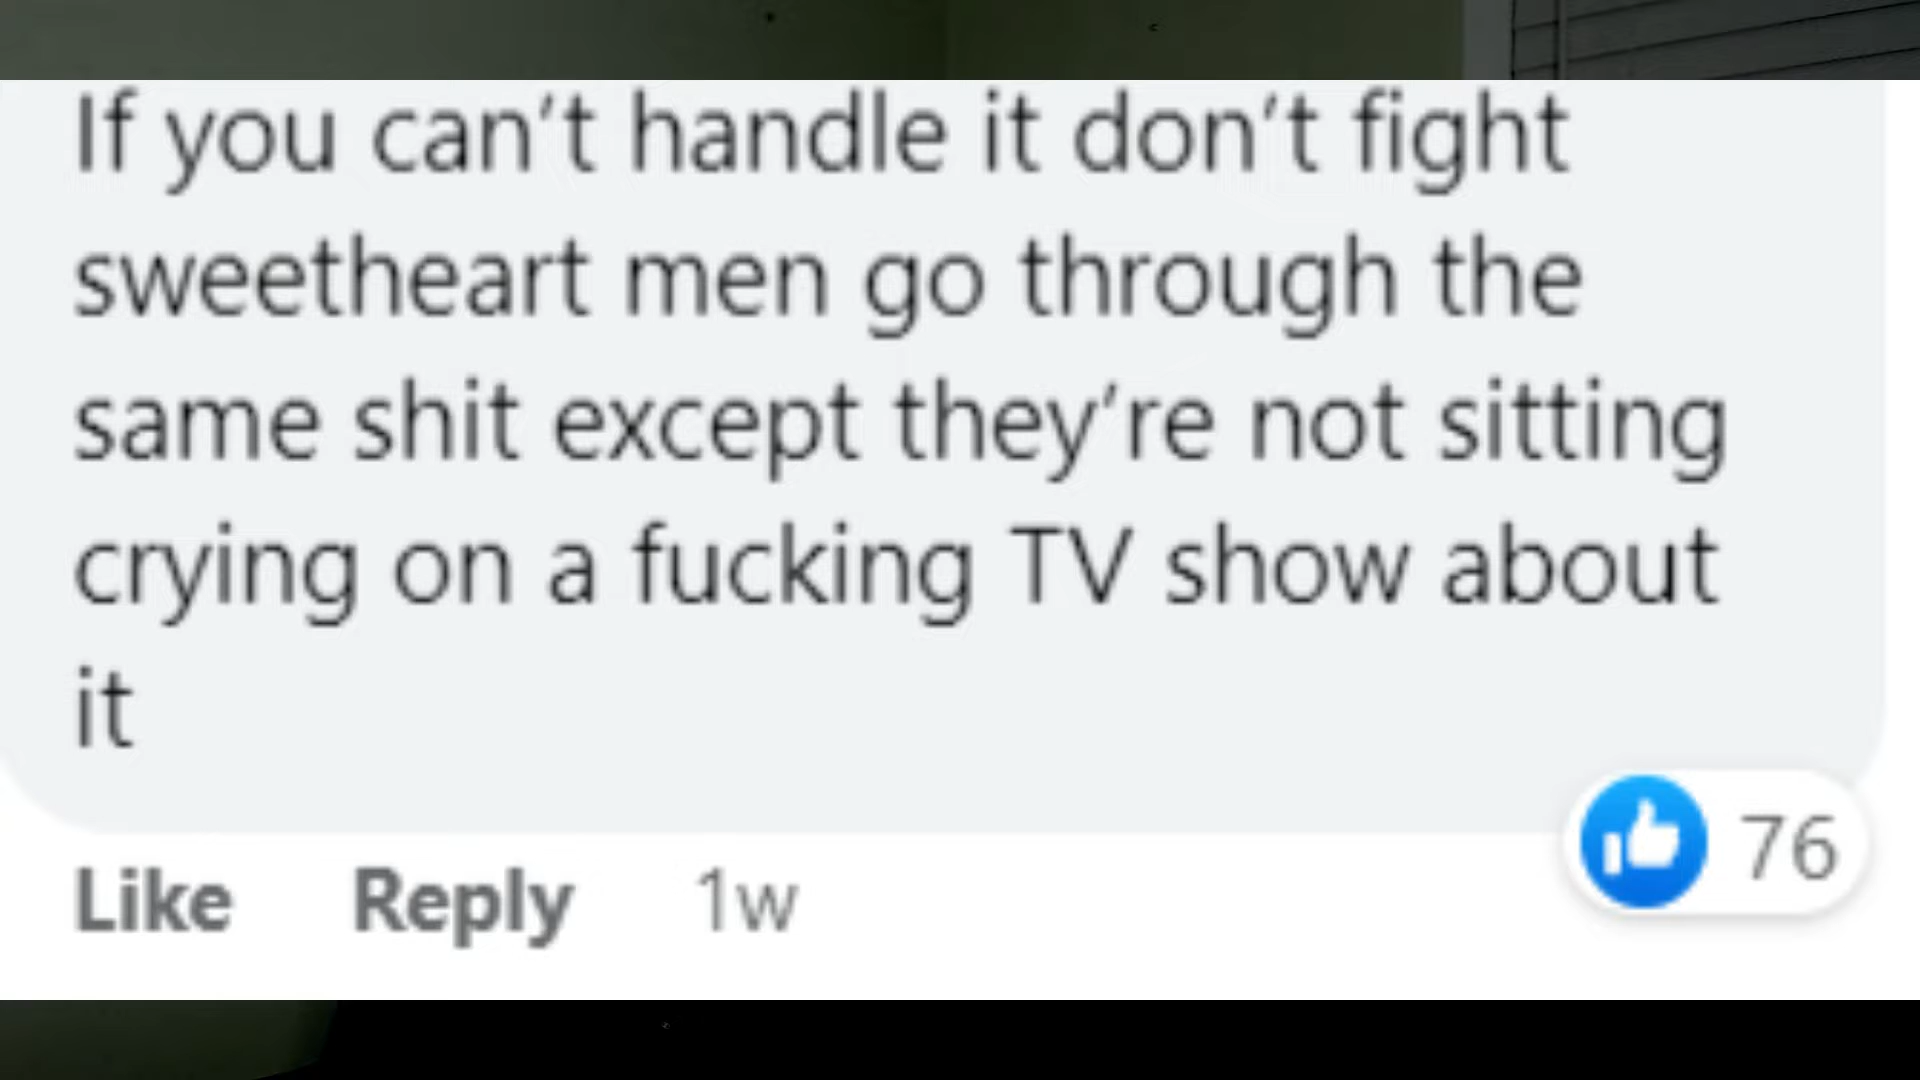 If you can't handle it don't fight
sweetheart men go through the
same shit except they're not sitting
crying on a fucking TV show about
it
76
Like Reply 1w